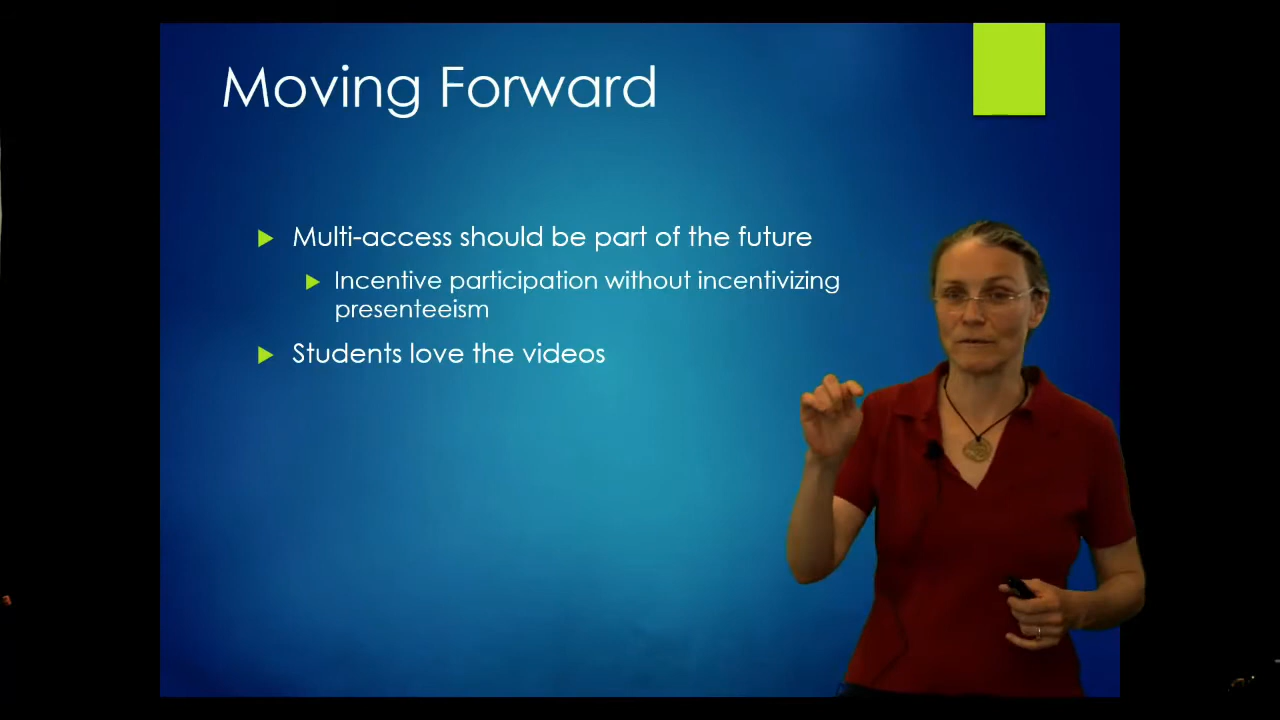 Moving Forward
Multi-access should be part of the future
Incentive participation without incentivizing
presenteeism
Students love the videos